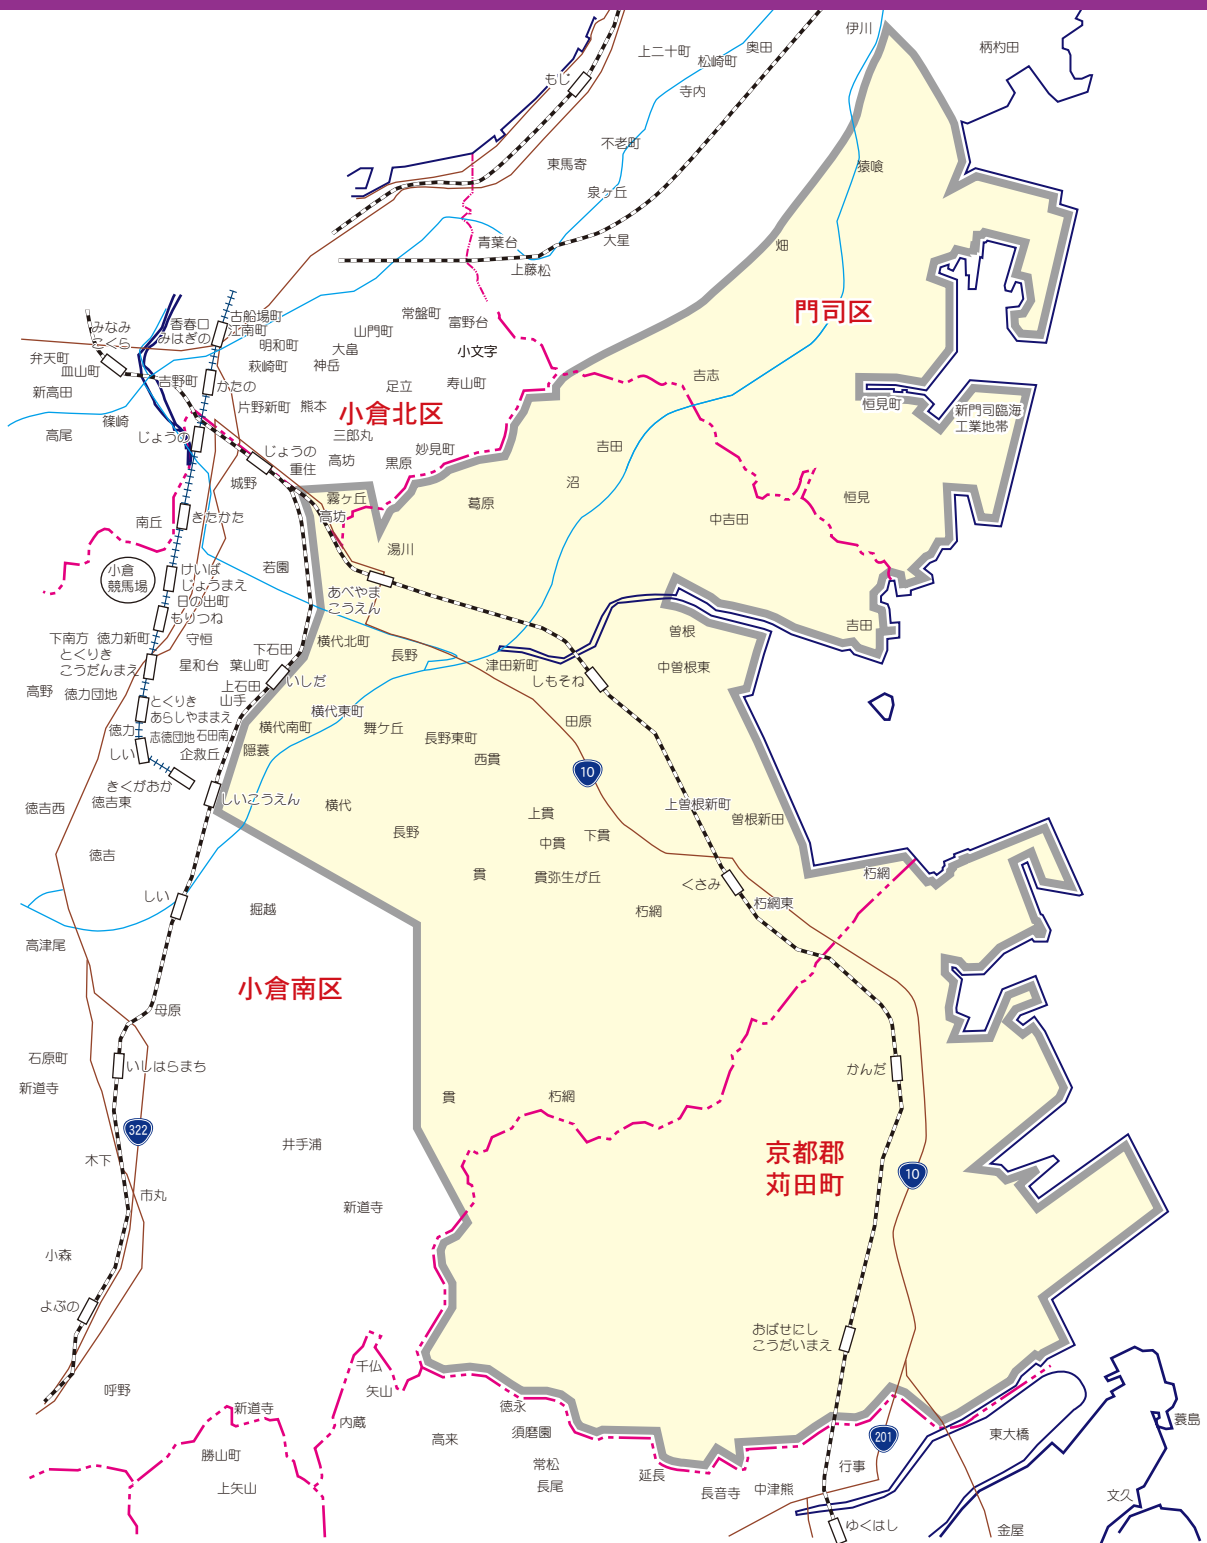 伊川
上二十町
奥田
柄杓田
松崎町
もじ
寺内
不老町
東馬寄
猿喰
泉ヶ丘
青葉台
大星
畑
上藤松
門司区
常盤町
富野台
古船場町
香春口
みはぎの
江南町
山門町
みなみ
こくら
明和町
大畠
小文字
弁天町
皿山町
萩崎町
神岳
吉野町
かたの
足立
寿山町
吉志
新高田
片野新町
熊本
小倉北区
恒見町
新門司臨海
工業地帯
篠崎
高尾
じょうの
三郎丸
妙見町
吉田
じょうの
重住
高坊
黒原
城野
沼
霧ヶ丘
葛原
恒見
きたかた
高坊
中吉田
南丘
湯川
小倉
競馬場
けいば
じょうまえ
若園
あべやま
こうえん
日の出町
もりつね
下南方
徳力新町
守恒
横代北町
曽根
吉田
とくりき
こうだんまえ
下石田
長野
星和台
葉山町
津田新町
中曽根東
しもそね
上石田
いしだ
高野
徳力団地
とくりき
あらしやままえ
山手
横代東町
田原
徳力
志徳団地
石田南
横代南町
舞ケ丘
長野東町
しい
企救丘
隠蓑
西貫
10
きくがおか
しいこうえん
徳吉西
徳吉東
横代
上貫
上曽根新町
曽根新田
長野
中貫
下貫
徳吉
貫
貫弥生が丘
くさみ
朽網
しい
堀越
朽網
朽網東
高津尾
小倉南区
母原
石原町
いしはらまち
かんだ
新道寺
貫
朽網
322
井手浦
京都郡
苅田町
木下
10
市丸
新道寺
小森
よぶの
おばせにし
こうだいまえ
千仏
呼野
矢山
新道寺
徳永
内蔵
須磨園
蓑島
勝山町
高来
201
東大橋
常松
延長
行事
上矢山
長尾
長音寺
中津熊
文久
ゆくはし
金屋